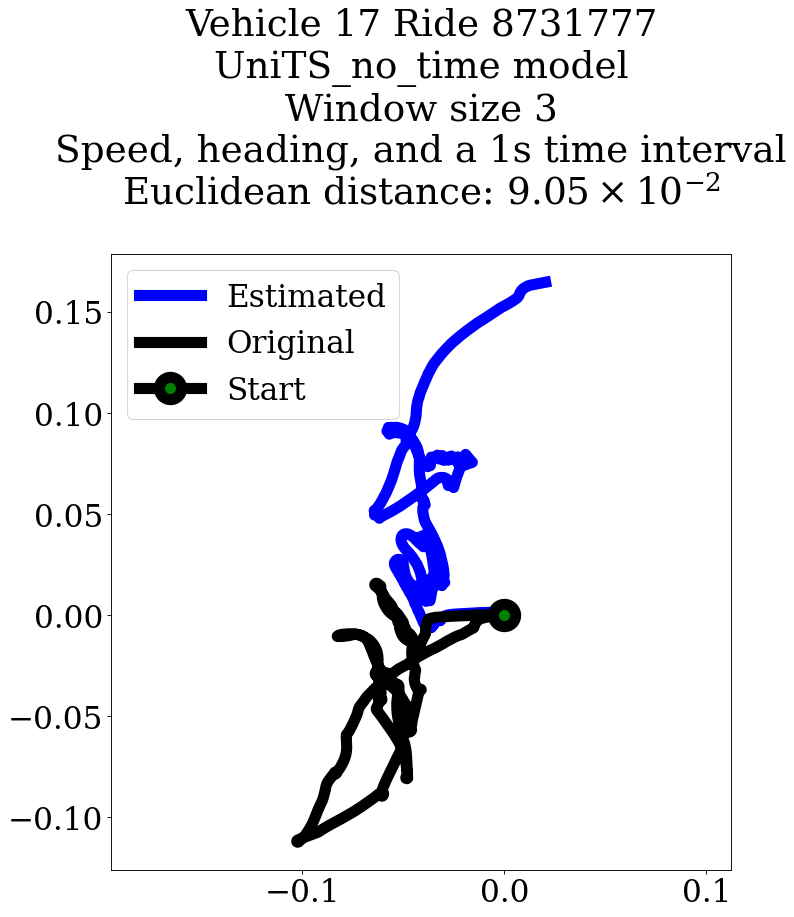 Vehicle 17 Ride 8731777
UniTS_no_time model
Window size 3
Speed, heading, and a 1s time interval
Euclidean distance: 9.05 × 10⁻²
Estimated
Original
Start
0.15
0.10
0.05
0.00
−0.05
−0.10
−0.1
0.0
0.1